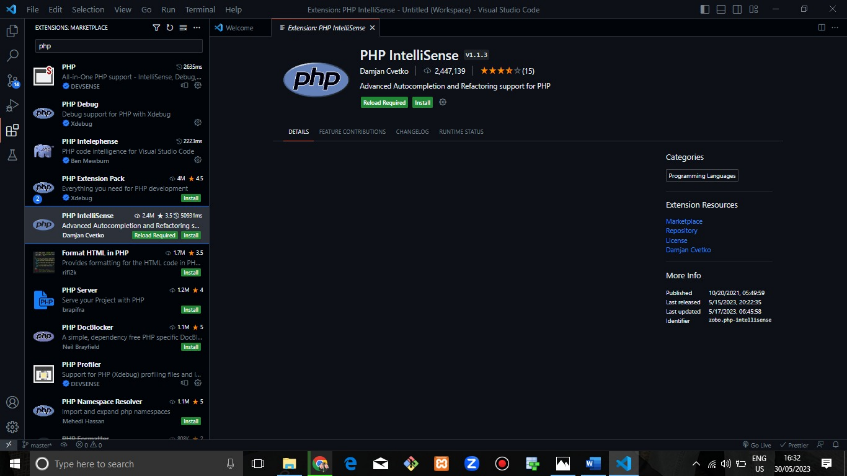 File Edit Selection View Go Run Terminal Help
Extension: PHP IntelliSense - Untitled (Workspace) - Visual Studio Code
EXTENSIONS: MARKETPLACE
Welcome
Extension: PHP IntelliSense
php
PHP 2635ms
All-in-One PHP support - IntelliSense, Debug,...
DEVSENSE
PHP Debug
Debug support for PHP with Xdebug
Xdebug
PHP Intelephense 2223ms
PHP code intelligence for Visual Studio Code
Ben Mewburn
PHP Extension Pack 4M 4.5
Everything you need for PHP development
2 Xdebug Install
PHP IntelliSense 2.4M 3.5 5093ms
Advanced Autocompletion and Refactoring s...
Damjan Cvetko Reload Required Install
Format HTML in PHP 1.7M 3.5
Provides formatting for the HTML code in PH...
rifi2k Install
PHP Server 1.2M 4
Serve your Project with PHP
brapifra Install
PHP DocBlocker 1.1M 5
A simple, dependency free PHP specific DocBl...
Neil Brayfield Install
PHP Profiler
Support for PHP (Xdebug) profiling files and i...
DEVSENSE
PHP Namespace Resolver 1.1M 5
Import and expand php namespaces
Mehedi Hassan Install
php
PHP IntelliSense v1.1.3
Damjan Cvetko 2,447,139 (15)
Advanced Autocompletion and Refactoring support for PHP
Reload Required Install
DETAILS FEATURE CONTRIBUTIONS CHANGELOG RUNTIME STATUS
Categories
Programming Languages
Extension Resources
Marketplace
Repository
License
Damjan Cvetko
More Info
Published 10/20/2021, 05:49:59
Last released 5/15/2023, 20:22:35
Last updated 5/17/2023, 06:45:58
Identifier zobo.php-intellisense
master* 0 0
Go Live Prettier
Type here to search
ENG
US
16:32
30/05/2023